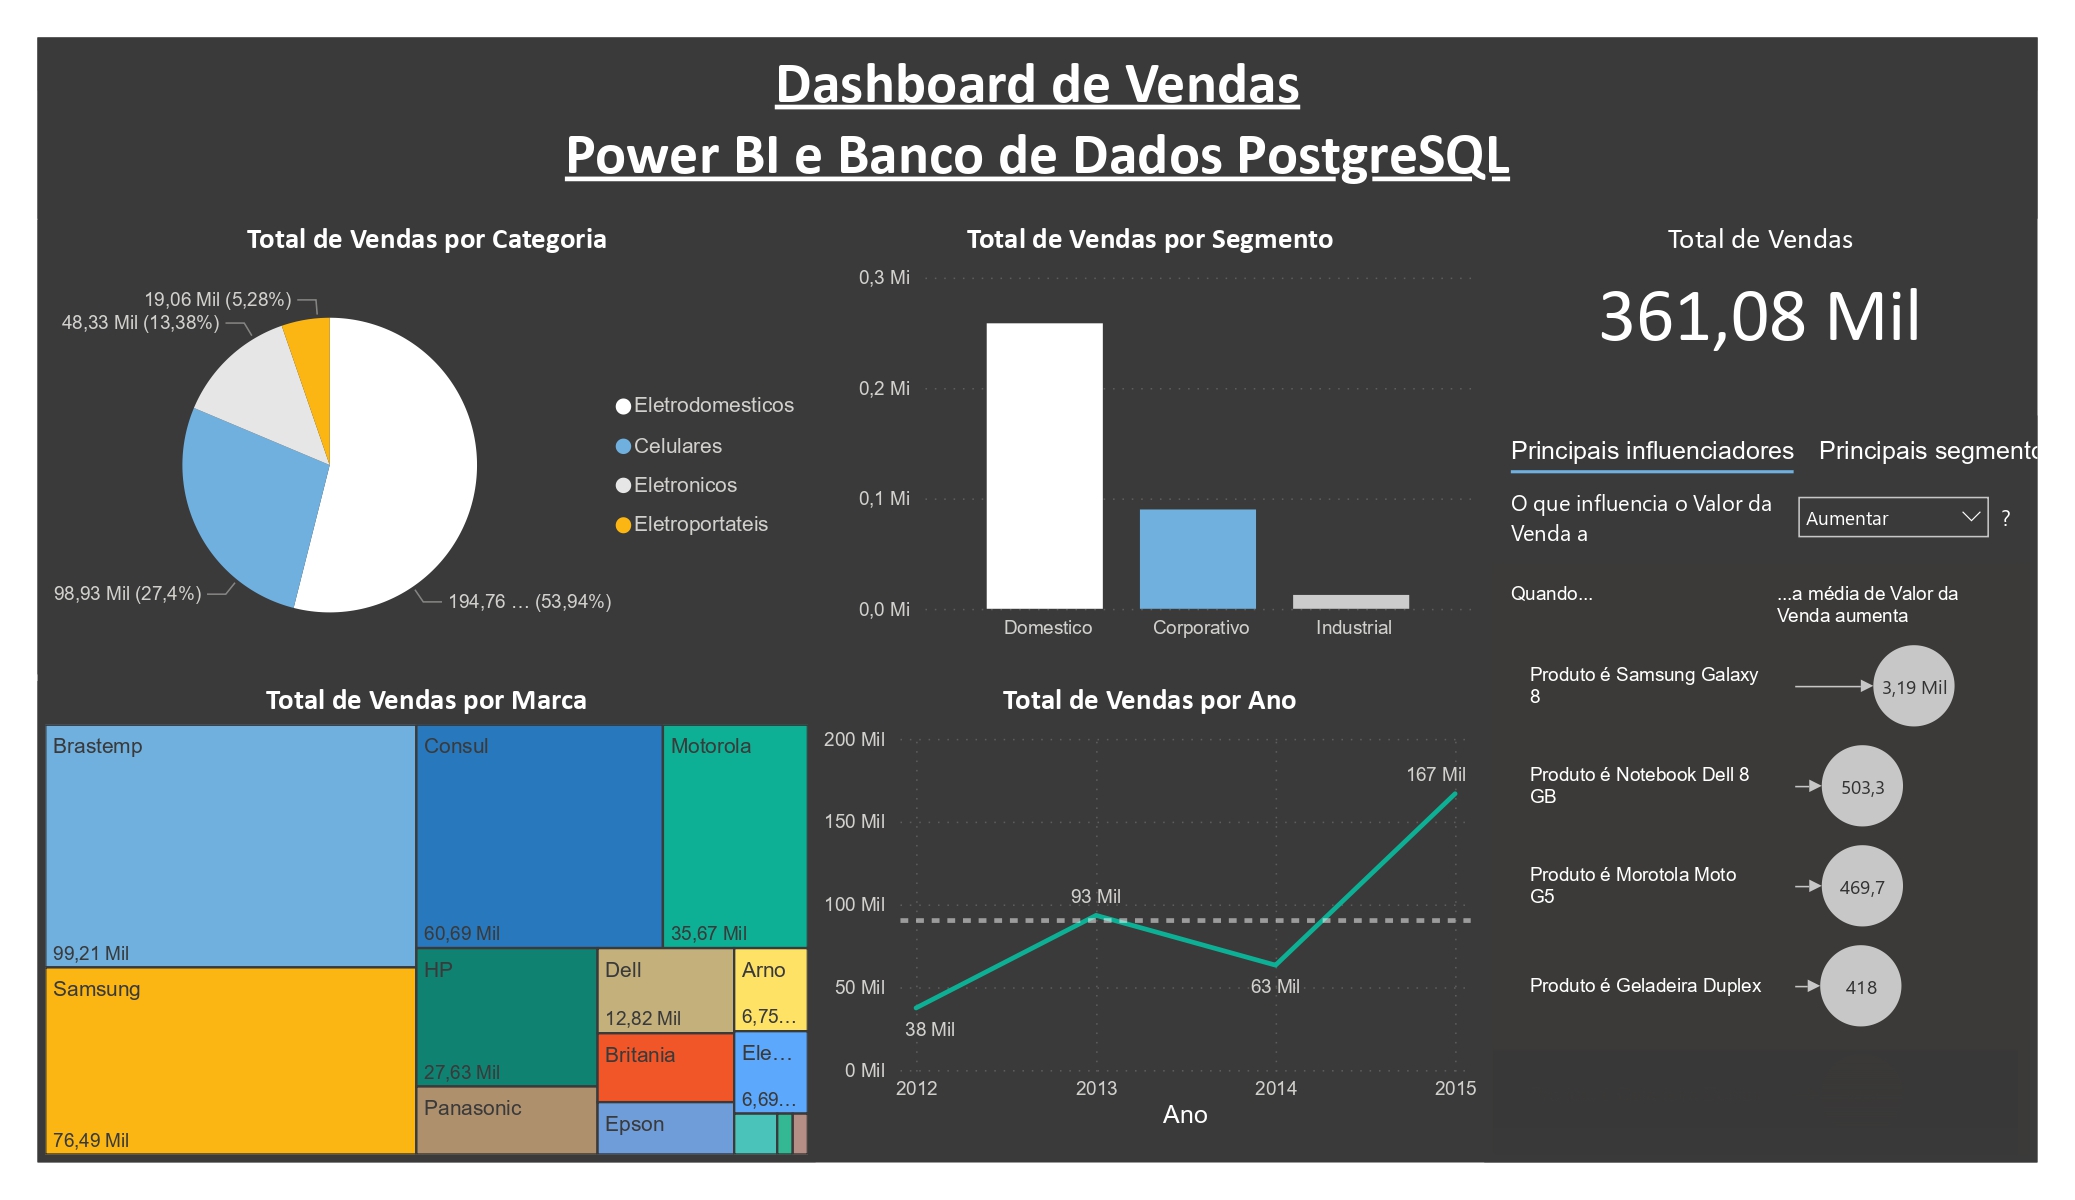 Dashboard de Vendas
Power BI e Banco de Dados PostgreSQL
Total de Vendas por Categoria
19,06 Mil (5,28%)
48,33 Mil (13,38%)
98,93 Mil (27,4%)
194,76 … (53,94%)
Eletrodomesticos
Celulares
Eletronicos
Eletroportateis
Total de Vendas por Segmento
0,3 Mi
0,2 Mi
0,1 Mi
0,0 Mi
Domestico
Corporativo
Industrial
Total de Vendas
361,08 Mil
Principais influenciadores
Principais segmento
O que influencia o Valor da
Venda a
Aumentar
?
Quando...
...a média de Valor da
Venda aumenta
Produto é Samsung Galaxy
8
3,19 Mil
Produto é Notebook Dell 8
GB
503,3
Produto é Morotola Moto
G5
469,7
Produto é Geladeira Duplex
418
Total de Vendas por Marca
Brastemp
99,21 Mil
Samsung
76,49 Mil
Consul
60,69 Mil
Motorola
35,67 Mil
HP
27,63 Mil
Panasonic
Dell
12,82 Mil
Britania
Epson
Arno
6,75…
Ele…
6,69…
Total de Vendas por Ano
200 Mil
150 Mil
100 Mil
50 Mil
0 Mil
38 Mil
93 Mil
63 Mil
167 Mil
2012
2013
2014
2015
Ano